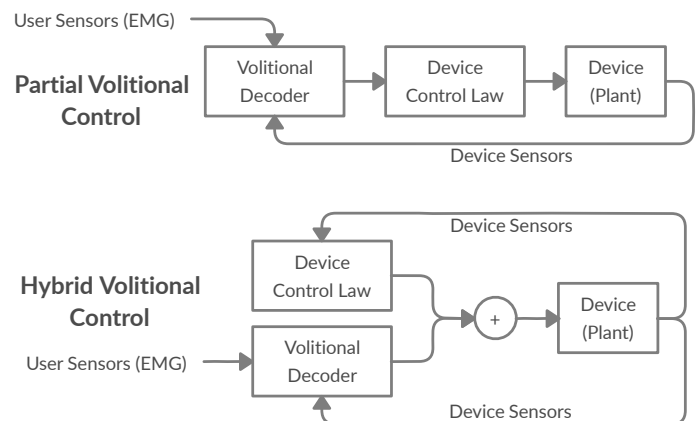 User Sensors (EMG)
Partial Volitional
Control
Volitional
Decoder
Device
Control Law
Device
(Plant)
Device Sensors
Device Sensors
Hybrid Volitional
Control
Device
Control Law
User Sensors (EMG)
Volitional
Decoder
+
Device
(Plant)
Device Sensors